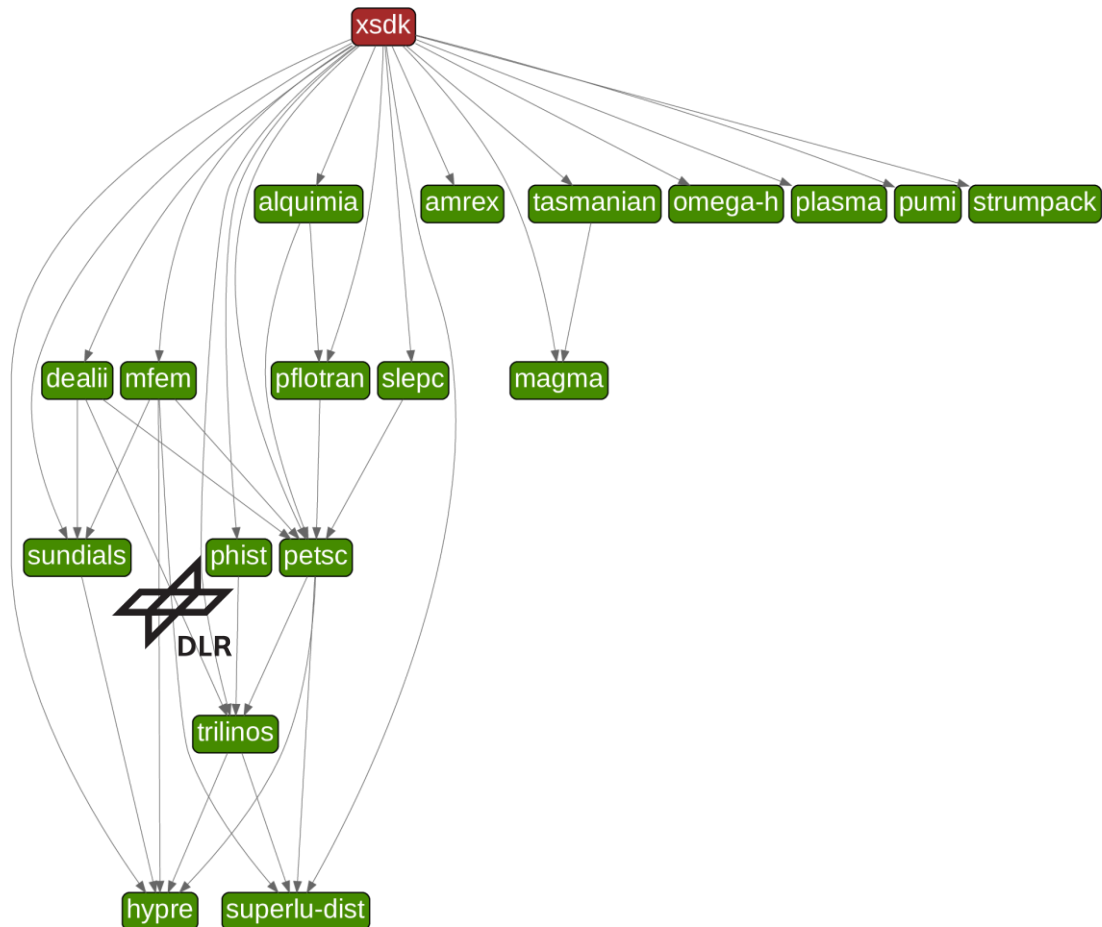 xsdk
alquimia
amrex
tasmanian
omega-h
plasma
pumi
strumpack
dealii
mfem
pflotran
slepc
magma
sundials
phist
petsc
DLR
trilinos
hypre
superlu-dist